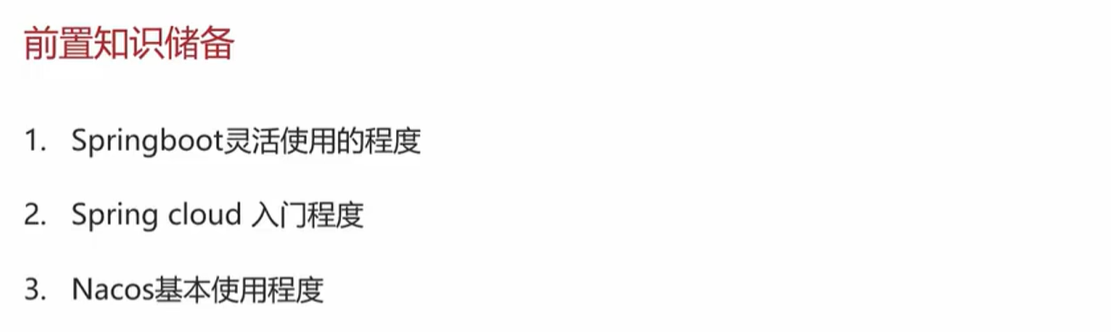 前置知识储备
1. Springboot灵活使用的程度
2. Spring cloud 入门程度
3. Nacos基本使用程度